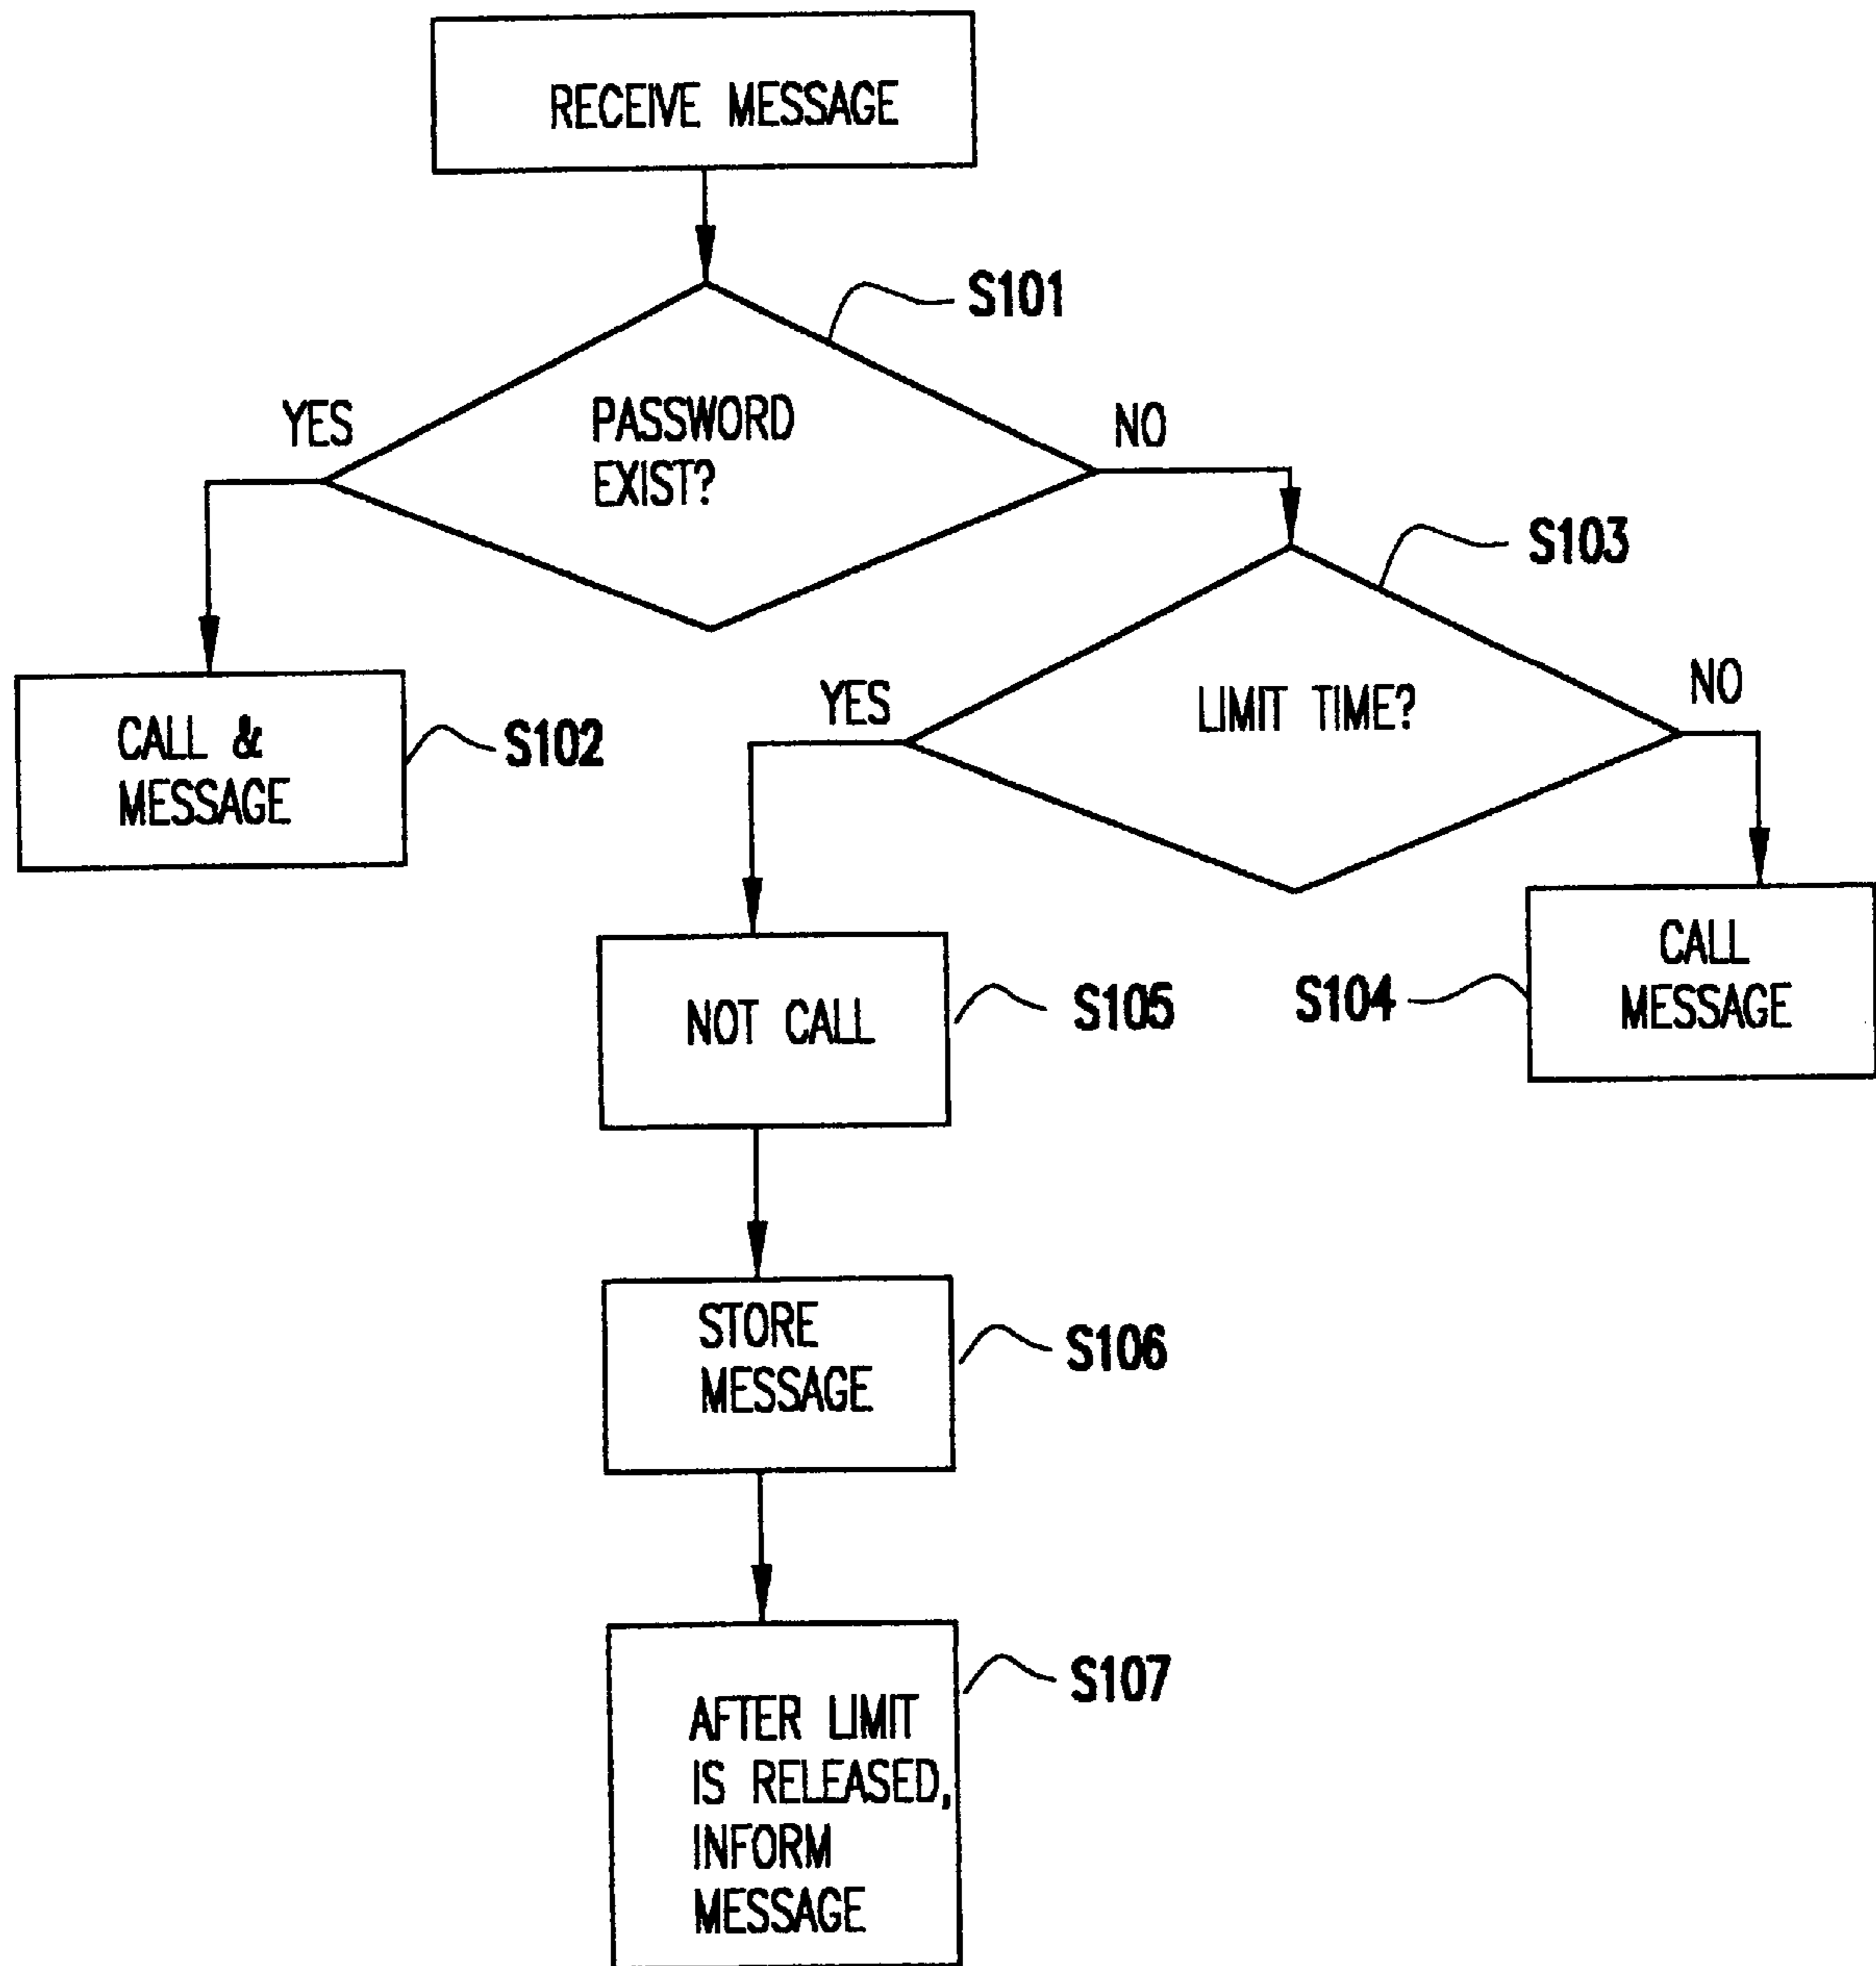 RECEIVE MESSAGE
S101
YES
PASSWORD
EXIST?
NO
S103
CALL &
MESSAGE
S102
YES
LIMIT TIME?
NO
NOT CALL
S105
S104
CALL
MESSAGE
STORE
MESSAGE
S106
S107
AFTER LIMIT
IS RELEASED,
INFORM
MESSAGE